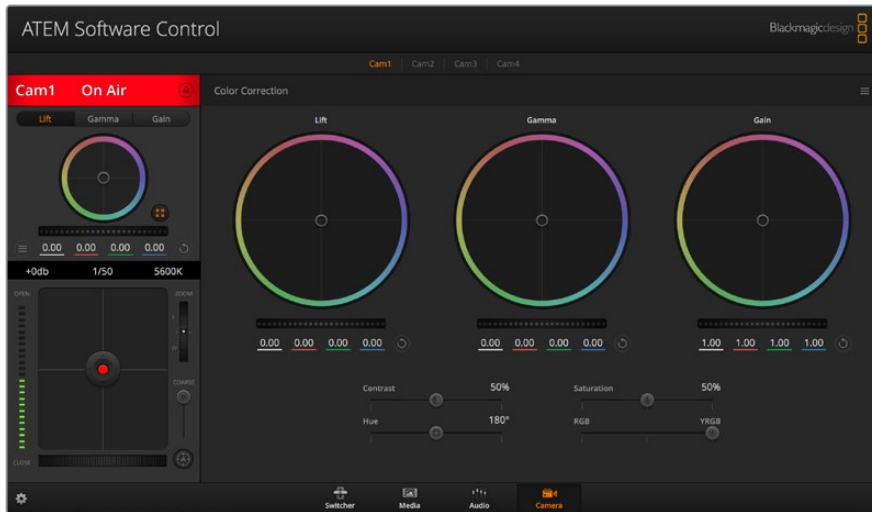 ATEM Software Control
Blackmagicdesign
Cam1 Cam2 Cam3 Cam4
Cam1 On Air
Color Correction
Lift Gamma Gain
0.00 0.00 0.00 0.00
+0db 1/50 5600K
OPEN
ZOOM
T
W
COARSE
CLOSE
Lift
Gamma
Gain
0.00 0.00 0.00 0.00
0.00 0.00 0.00 0.00
1.00 1.00 1.00 1.00
Contrast 50%
Saturation 50%
Hue 180°
RGB YRGB
Switcher Media Audio Camera